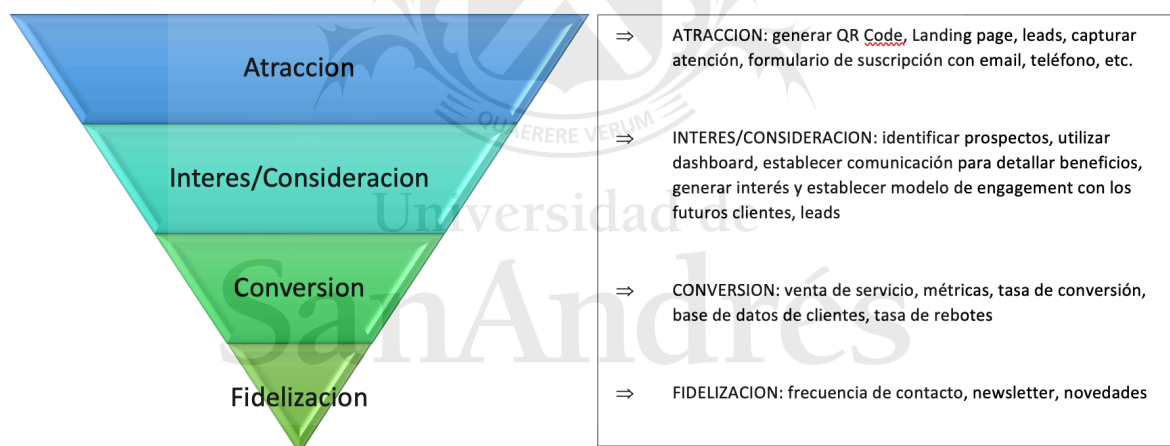 Atraccion
Interes/Consideracion
Conversion
Fidelizacion
⇒ ATRACCION: generar QR Code, Landing page, leads, capturar
atención, formulario de suscripción con email, teléfono, etc.
⇒ INTERES/CONSIDERACION: identificar prospectos, utilizar
dashboard, establecer comunicación para detallar beneficios,
generar interés y establecer modelo de engagement con los
futuros clientes, leads
⇒ CONVERSION: venta de servicio, métricas, tasa de conversión,
base de datos de clientes, tasa de rebotes
⇒ FIDELIZACION: frecuencia de contacto, newsletter, novedades
QUAERERE VERUM
Universidad de
SanAndrés